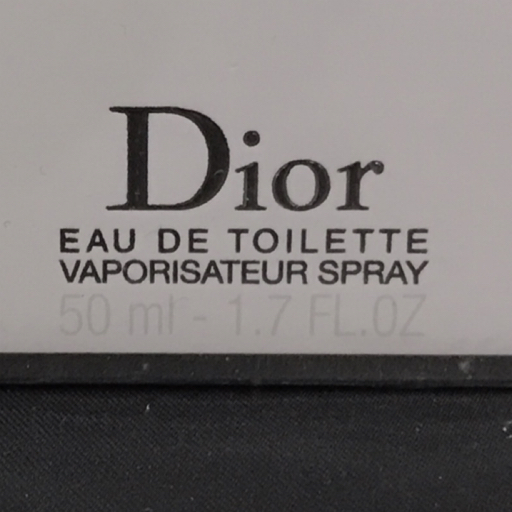 Dior
EAU DE TOILETTE
VAPORISATEUR SPRAY
50 ml - 1.7 FL.OZ